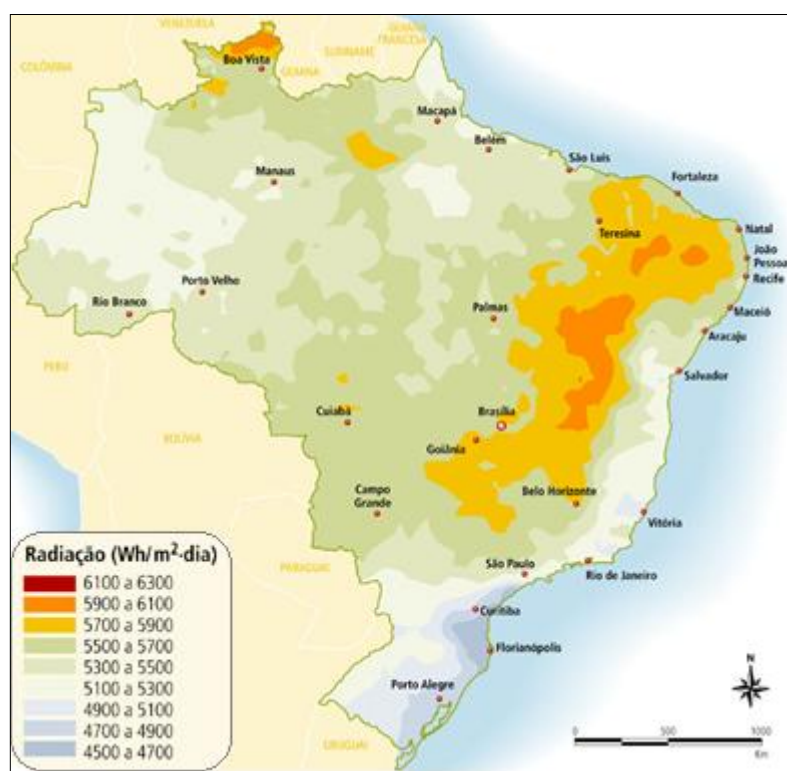 VENEZUELA
GUIANA
FRANCESA
SURINAME
COLÔMBIA
Boa Vista
GUIANA
Macapá
Belém
São Luís
Fortaleza
Manaus
Teresina
Natal
João
Pessoa
Recife
Porto Velho
Rio Branco
Palmas
Maceió
Aracaju
PERU
Salvador
Cuiabá
Brasília
BOLÍVIA
Goiânia
Campo
Grande
Belo Horizonte
Vitória
Radiação (Wh/m²·dia)
6100 a 6300
5900 a 6100
5700 a 5900
5500 a 5700
5300 a 5500
5100 a 5300
4900 a 5100
4700 a 4900
4500 a 4700
PARAGUAI
São Paulo
Rio de Janeiro
Curitiba
Florianópolis
Porto Alegre
URUGUAI
N
0 500 1000
Km